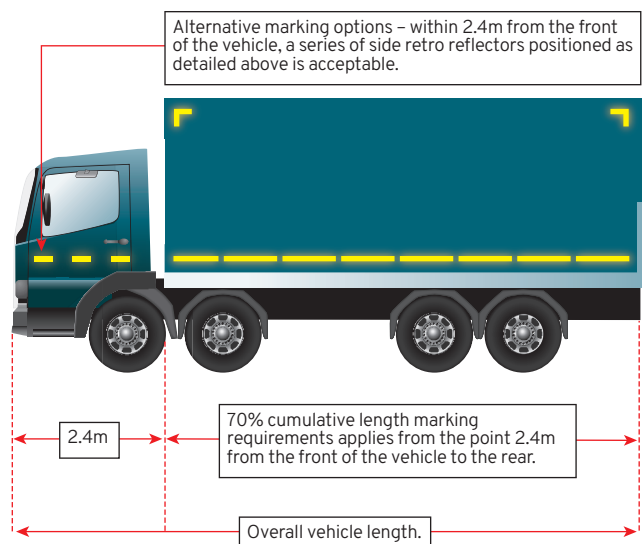 Alternative marking options – within 2.4m from the front
of the vehicle, a series of side retro reflectors positioned as
detailed above is acceptable.
2.4m
70% cumulative length marking
requirements applies from the point 2.4m
from the front of the vehicle to the rear.
Overall vehicle length.